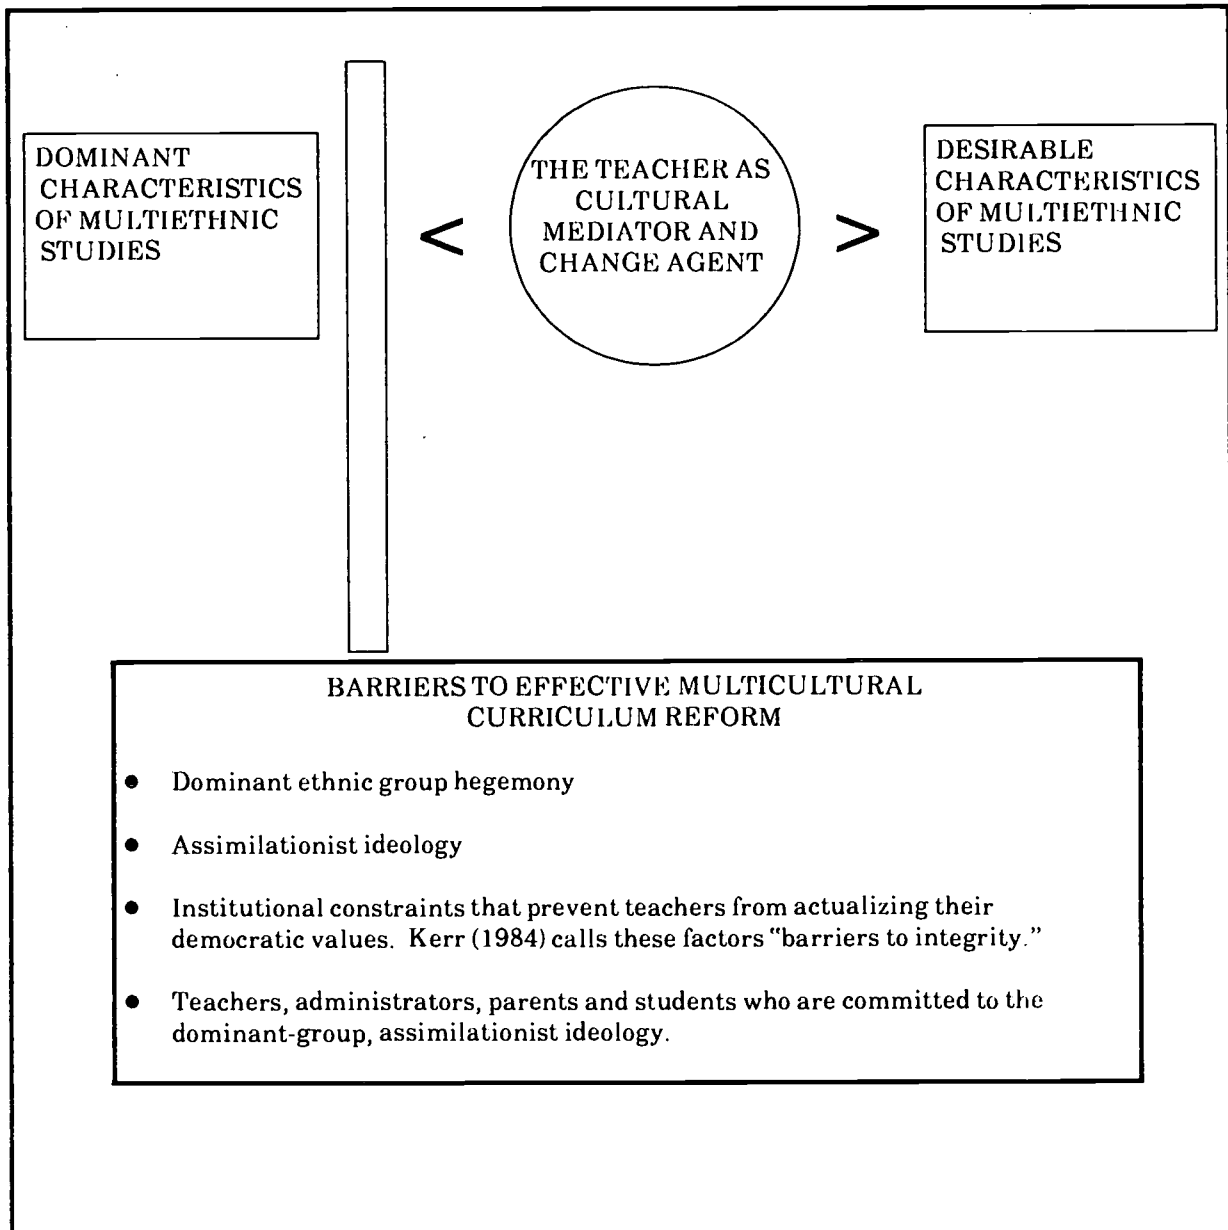 DOMINANT
CHARACTERISTICS
OF MULTIETHNIC
STUDIES
<
THE TEACHER AS
CULTURAL
MEDIATOR AND
CHANGE AGENT
>
DESIRABLE
CHARACTERISTICS
OF MULTIETHNIC
STUDIES
BARRIERS TO EFFECTIVE MULTICULTURAL
CURRICULUM REFORM
● Dominant ethnic group hegemony
● Assimilationist ideology
● Institutional constraints that prevent teachers from actualizing their
democratic values. Kerr (1984) calls these factors "barriers to integrity."
● Teachers, administrators, parents and students who are committed to the
dominant-group, assimilationist ideology.